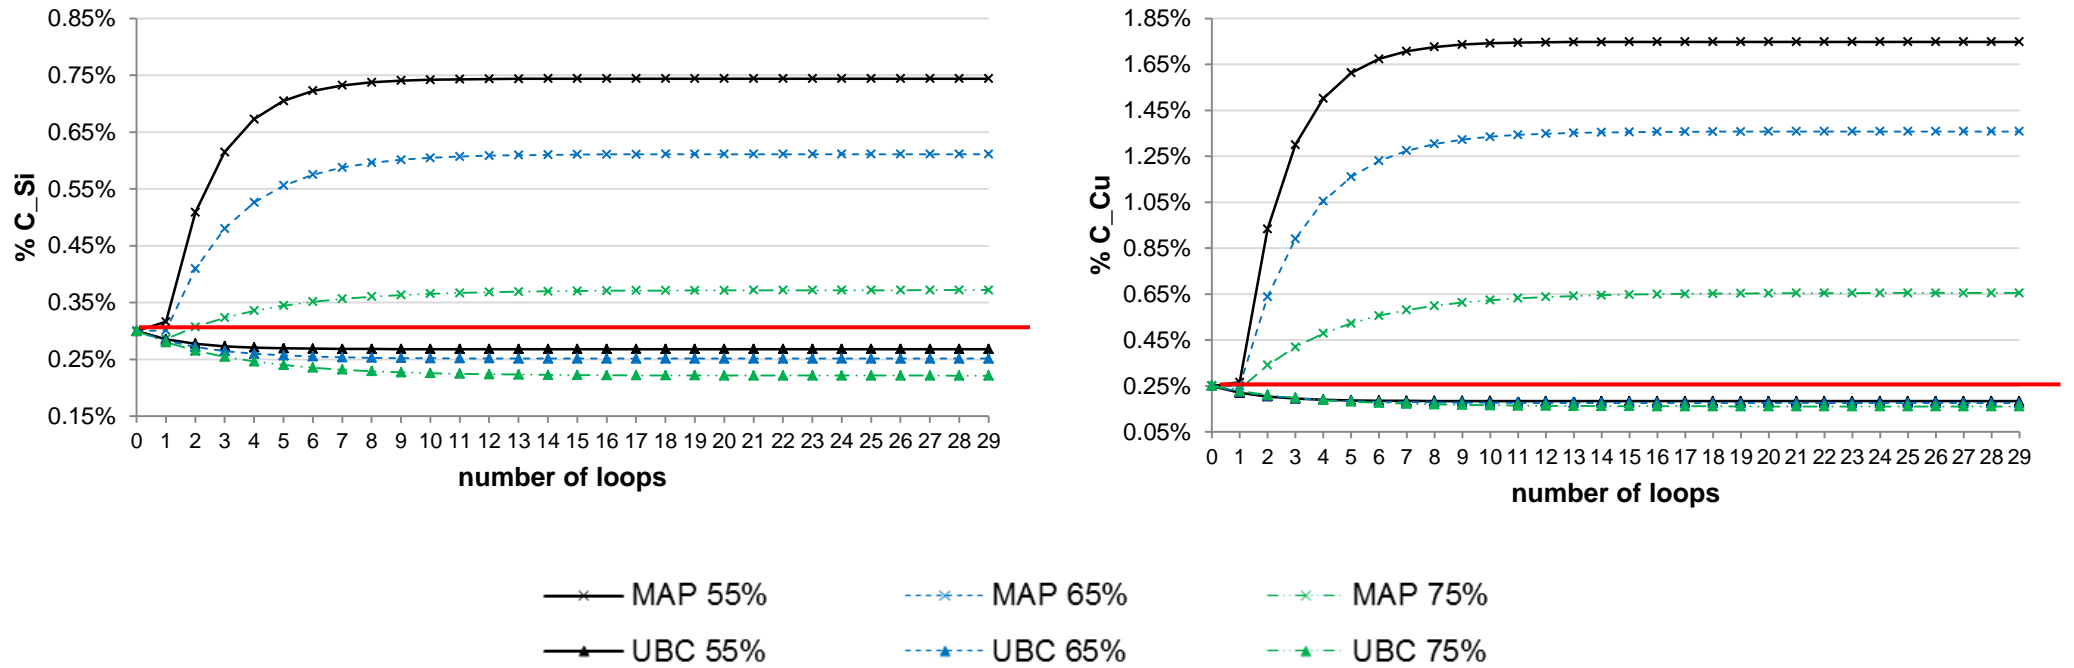 0.85%
0.75%
0.65%
0.55%
0.45%
0.35%
0.25%
0.15%
% C_Si
0 1 2 3 4 5 6 7 8 9 10 11 12 13 14 15 16 17 18 19 20 21 22 23 24 25 26 27 28 29
number of loops
1.85%
1.65%
1.45%
1.25%
1.05%
0.85%
0.65%
0.45%
0.25%
0.05%
% C_Cu
0 1 2 3 4 5 6 7 8 9 10 11 12 13 14 15 16 17 18 19 20 21 22 23 24 25 26 27 28 29
number of loops
MAP 55% MAP 65% MAP 75%
UBC 55% UBC 65% UBC 75%